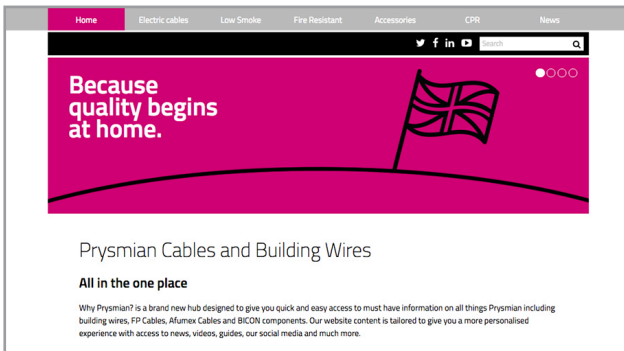 Home Electric cables Low Smoke Fire Resistant Accessories CPR News
Search
Because
quality begins
at home.
Prysmian Cables and Building Wires
All in the one place
Why Prysmian? is a brand new hub designed to give you quick and easy access to must have information on all things Prysmian including
building wires, FP Cables, Afumex Cables and BICON components. Our website content is tailored to give you a more personalised
experience with access to news, videos, guides, our social media and much more.